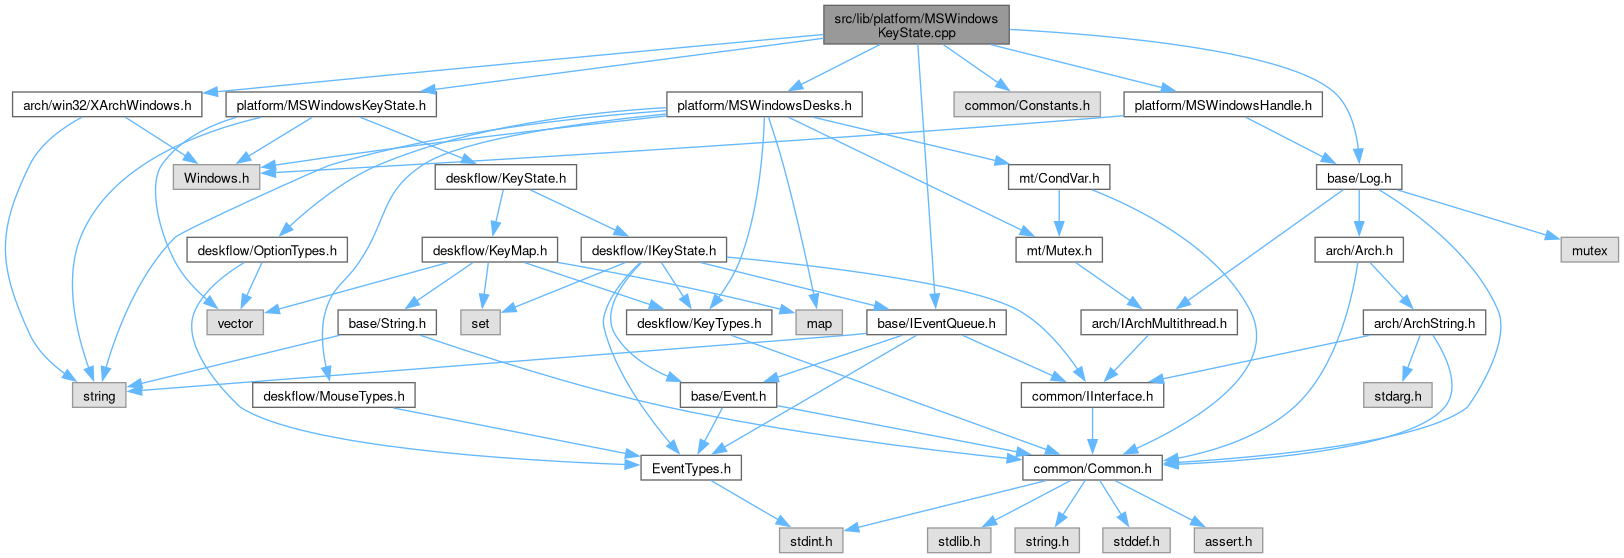 src/lib/platform/MSWindows
KeyState.cpp
arch/win32/XArchWindows.h
platform/MSWindowsKeyState.h
platform/MSWindowsDesks.h
common/Constants.h
platform/MSWindowsHandle.h
Windows.h
deskflow/KeyState.h
mt/CondVar.h
base/Log.h
deskflow/OptionTypes.h
deskflow/KeyMap.h
deskflow/IKeyState.h
mt/Mutex.h
arch/Arch.h
mutex
vector
base/String.h
set
deskflow/KeyTypes.h
map
base/IEventQueue.h
arch/IArchMultithread.h
arch/ArchString.h
string
deskflow/MouseTypes.h
base/Event.h
common/IInterface.h
stdarg.h
EventTypes.h
common/Common.h
stdint.h
stdlib.h
string.h
stddef.h
assert.h